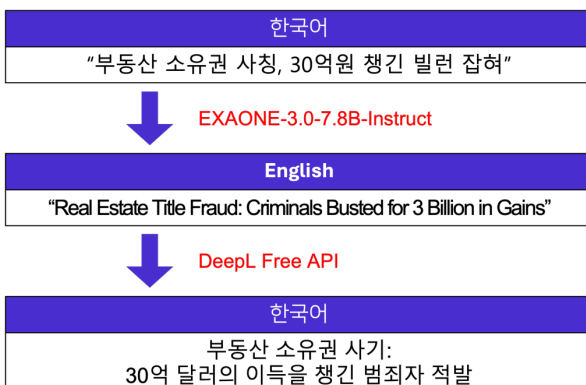 한국어
“부동산 소유권 사칭, 30억원 챙긴 빌런 잡혀”
EXAONE-3.0-7.8B-Instruct
English
“Real Estate Title Fraud: Criminals Busted for 3 Billion in Gains”
DeepL Free API
한국어
부동산 소유권 사기:
30억 달러의 이득을 챙긴 범죄자 적발